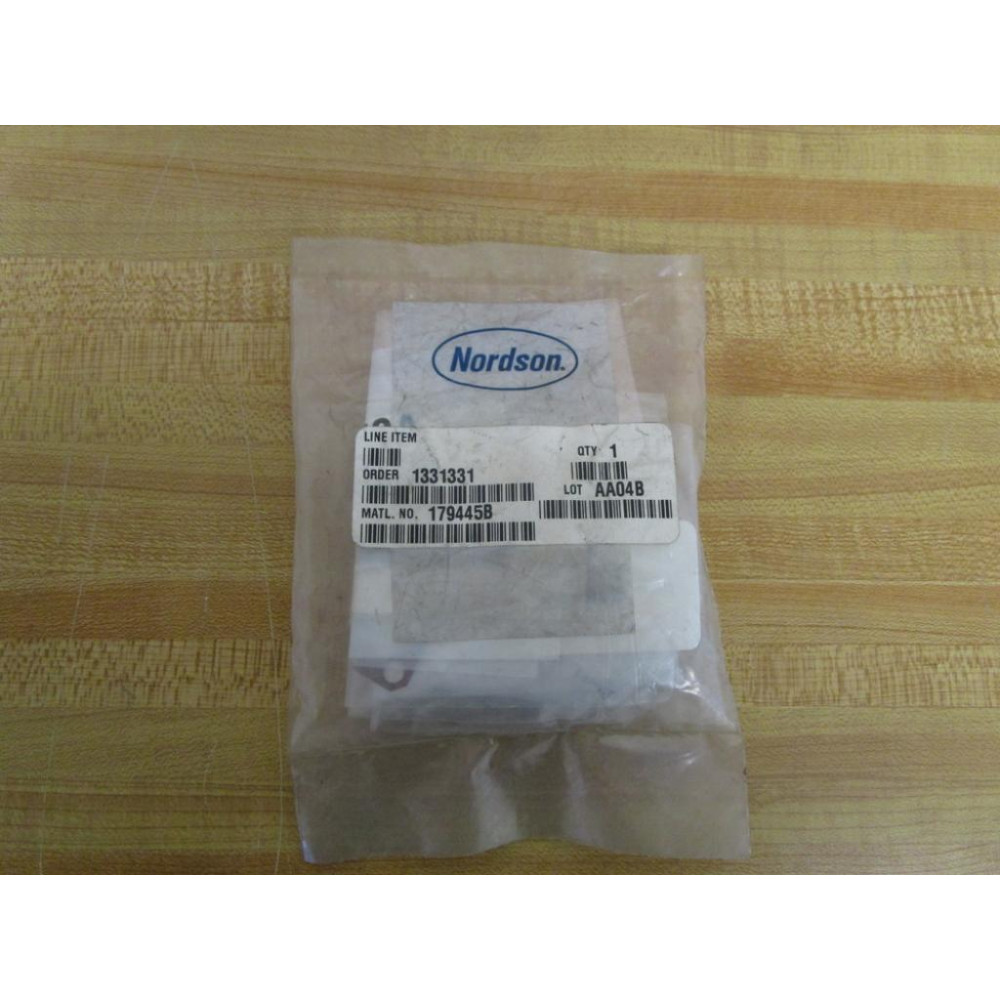 Nordson.
LINE ITEM
QTY 1
ORDER 1331331
LOT AA04B
MATL. NO. 179445B